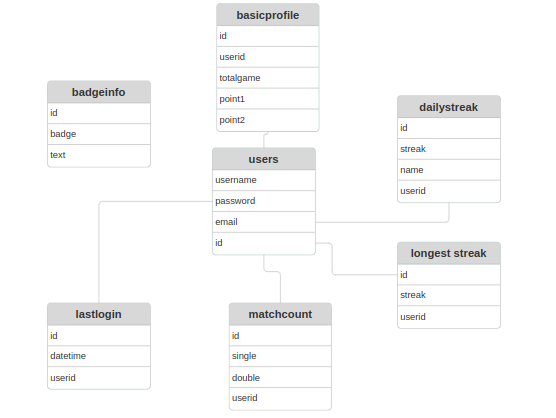 basicprofile
id
userid
totalgame
point1
point2
badgeinfo
id
badge
text
dailystreak
id
streak
name
userid
users
username
password
email
id
longest streak
id
streak
userid
lastlogin
id
datetime
userid
matchcount
id
single
double
userid